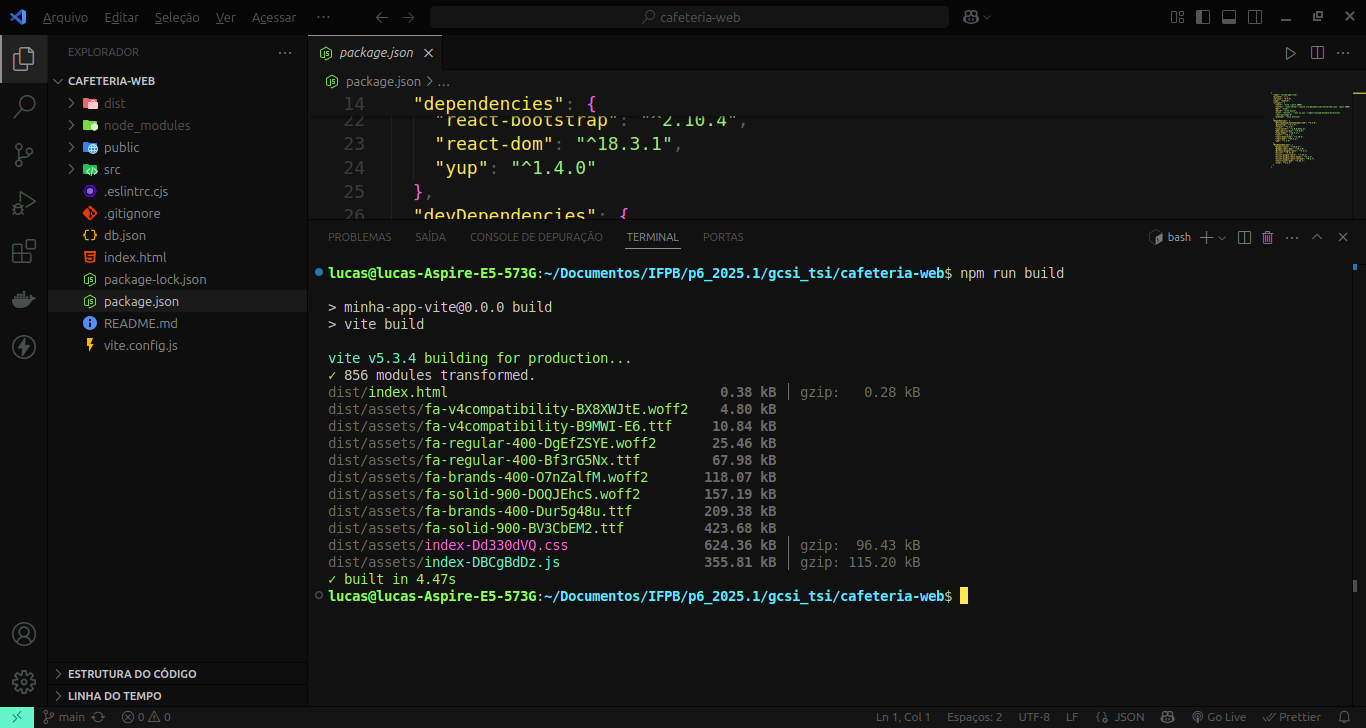 Arquivo Editar Seleção Ver Acessar ··· cafeteria-web
EXPLORADOR ···
CAFETERIA-WEB
dist
node_modules
public
src
.eslintrc.cjs
.gitignore
db.json
index.html
package-lock.json
package.json
README.md
vite.config.js
ESTRUTURA DO CÓDIGO
LINHA DO TEMPO
package.json
package.json > ...
14 "dependencies": {
22 "react-bootstrap": "^2.10.4",
23 "react-dom": "^18.3.1",
24 "yup": "^1.4.0"
25 },
26 "devDependencies": {
PROBLEMAS SAÍDA CONSOLE DE DEPURAÇÃO TERMINAL PORTAS bash
lucas@lucas-Aspire-E5-573G:~/Documentos/IFPB/p6_2025.1/gcsi_tsi/cafeteria-web$ npm run build
> minha-app-vite@0.0.0 build
> vite build
vite v5.3.4 building for production...
✓ 856 modules transformed.
dist/index.html 0.38 kB │ gzip: 0.28 kB
dist/assets/fa-v4compatibility-BX8XWJtE.woff2 4.80 kB
dist/assets/fa-v4compatibility-B9MWI-E6.ttf 10.84 kB
dist/assets/fa-regular-400-DgEfZSYE.woff2 25.46 kB
dist/assets/fa-regular-400-Bf3rG5Nx.ttf 67.98 kB
dist/assets/fa-brands-400-O7nZalfM.woff2 118.07 kB
dist/assets/fa-solid-900-DOQJEhcS.woff2 157.19 kB
dist/assets/fa-brands-400-Dur5g48u.ttf 209.38 kB
dist/assets/fa-solid-900-BV3CbEM2.ttf 423.68 kB
dist/assets/index-Dd330dVQ.css 624.36 kB │ gzip: 96.43 kB
dist/assets/index-DBCgBdDz.js 355.81 kB │ gzip: 115.20 kB
✓ built in 4.47s
lucas@lucas-Aspire-E5-573G:~/Documentos/IFPB/p6_2025.1/gcsi_tsi/cafeteria-web$
main 0 0 Ln 1, Col 1 Espaços: 2 UTF-8 LF {} JSON Go Live Prettier